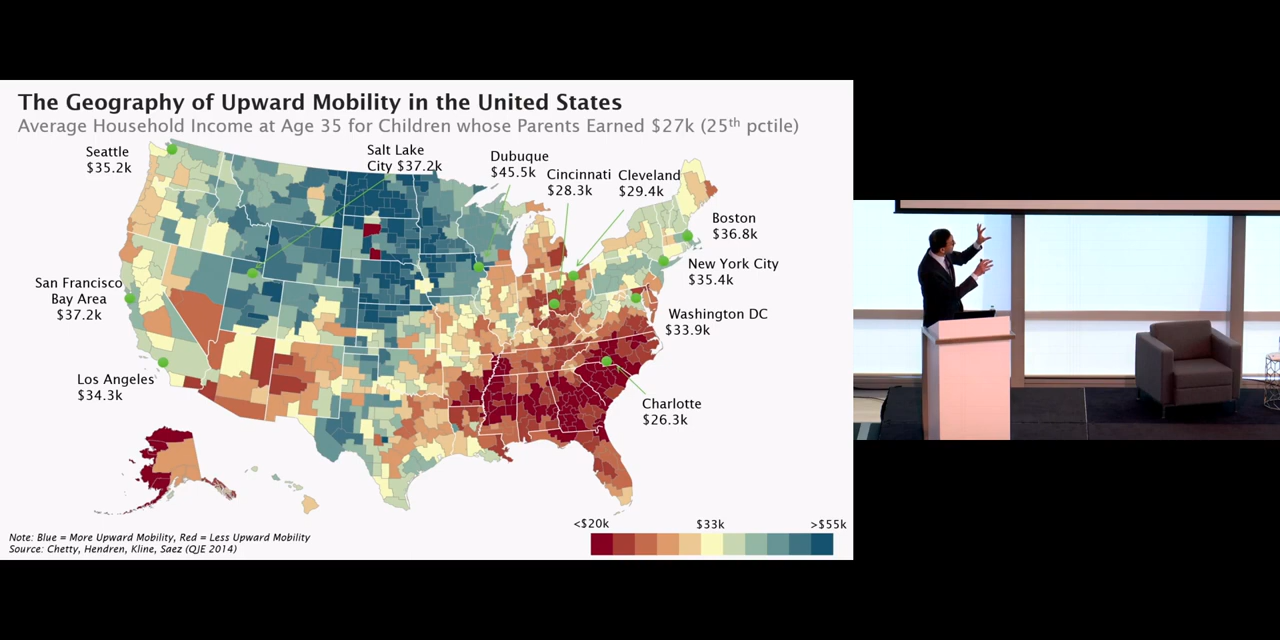 The Geography of Upward Mobility in the United States
Average Household Income at Age 35 for Children whose Parents Earned $27k (25th pctile)
Seattle
$35.2k
Salt Lake
City $37.2k
Dubuque
$45.5k
Cincinnati
$28.3k
Cleveland
$29.4k
Boston
$36.8k
New York City
$35.4k
San Francisco
Bay Area
$37.2k
Washington DC
$33.9k
Los Angeles
$34.3k
Charlotte
$26.3k
<$20k
$33k
>$55k
Note: Blue = More Upward Mobility, Red = Less Upward Mobility
Source: Chetty, Hendren, Kline, Saez (QJE 2014)